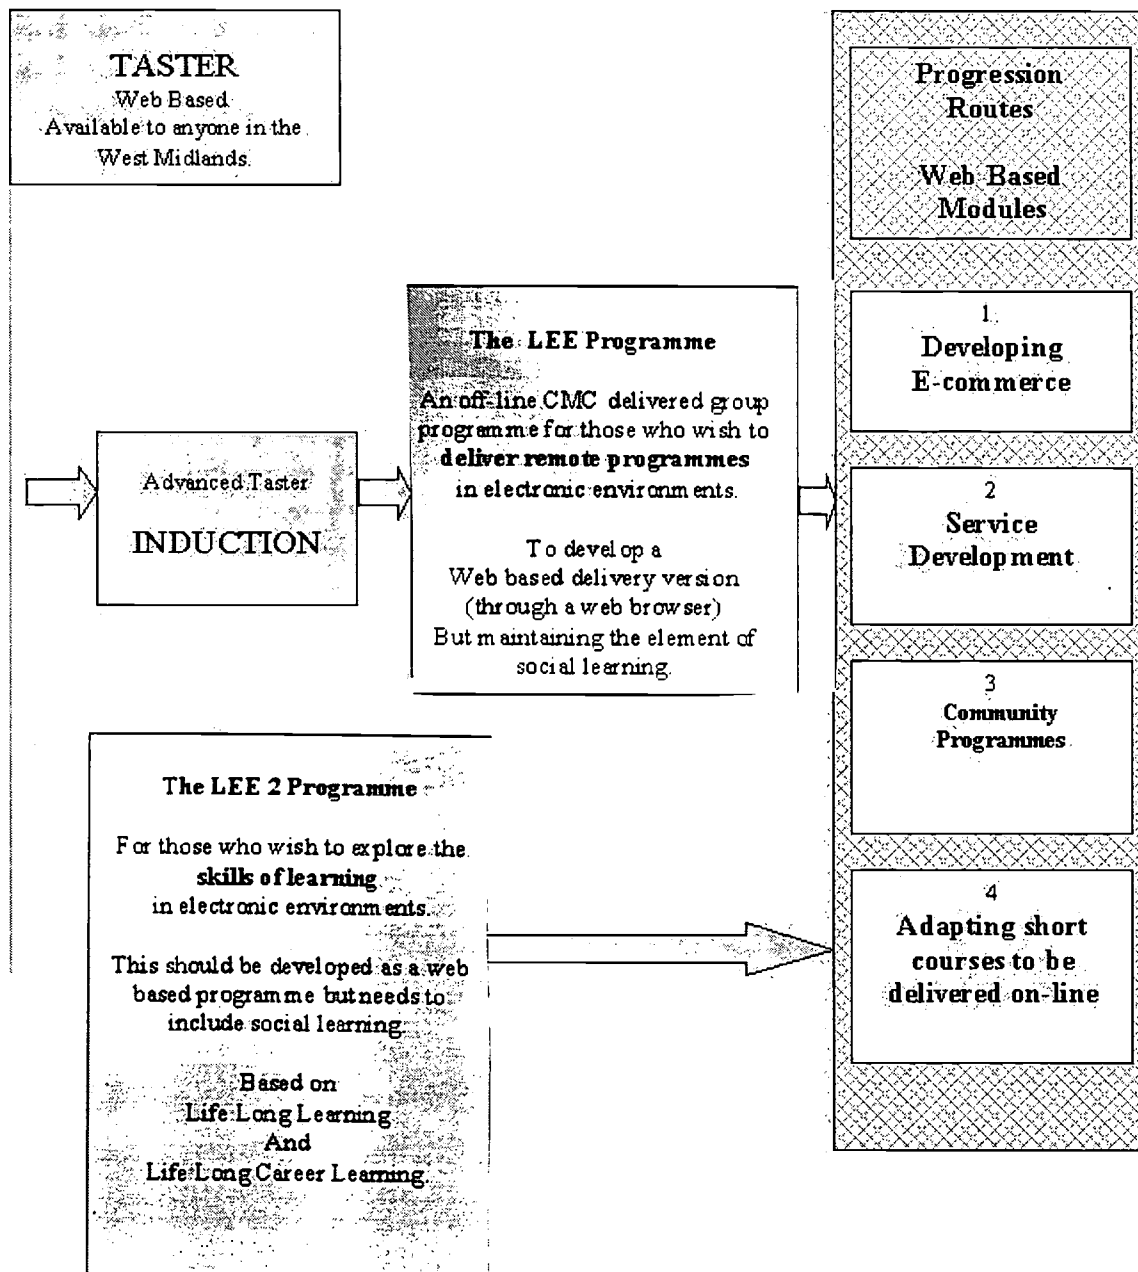 TASTER
Web Based
Available to anyone in the
West Midlands.
Advanced Taster
INDUCTION
The LEE Programme
An off-line CMC delivered group
programme for those who wish to
deliver remote programmes
in electronic environments.
To develop a
Web based delivery version
(through a web browser)
But maintaining the element of
social learning.
The LEE 2 Programme
For those who wish to explore the
skills of learning
in electronic environments.
This should be developed as a web
based programme but needs to
include social learning.
Based on
Life Long Learning
And
Life Long Career Learning.
Progression
Routes
Web Based
Modules
1
Developing
E-commerce
2
Service
Development
3
Community
Programmes
4
Adapting short
courses to be
delivered on-line